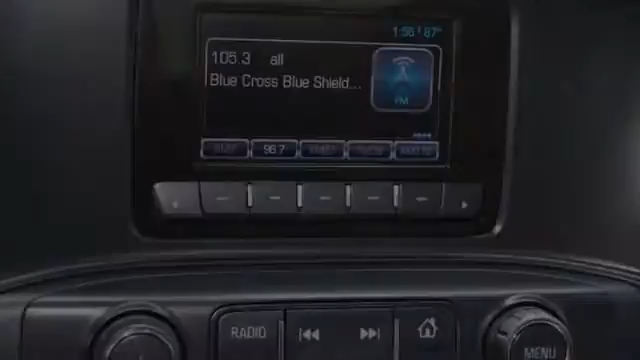 1:56 87°
105.3 all
Blue Cross Blue Shield...
FM
96.7
RADIO
MENU